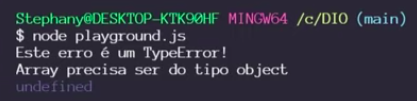 Stephany@DESKTOP-KTK90HF MINGW64 /c/DIO (main)
$ node playground.js
Este erro é um TypeError!
Array precisa ser do tipo object
undefined